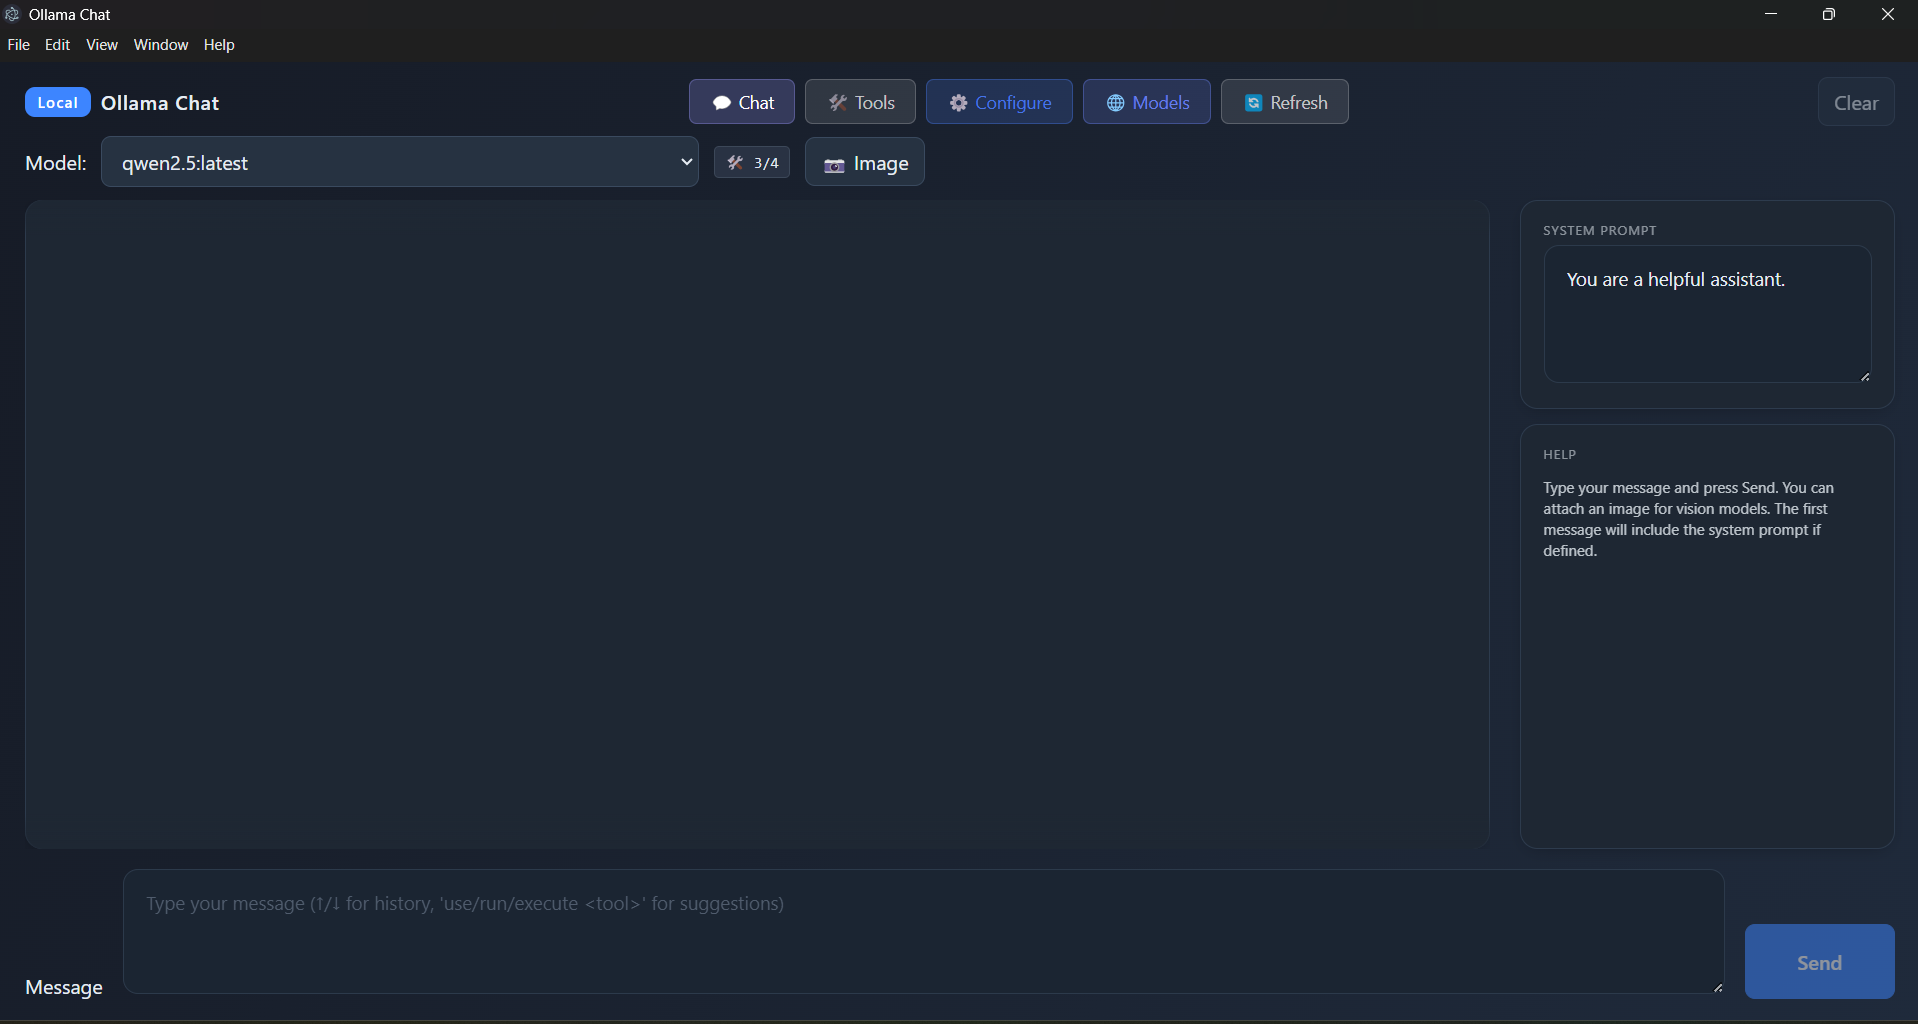 Ollama Chat
File Edit View Window Help
Local Ollama Chat
Chat Tools Configure Models Refresh
Clear
Model: qwen2.5:latest 3/4 Image
SYSTEM PROMPT
You are a helpful assistant.
HELP
Type your message and press Send. You can
attach an image for vision models. The first
message will include the system prompt if
defined.
Type your message (↑/↓ for history, 'use/run/execute <tool>' for suggestions)
Message
Send